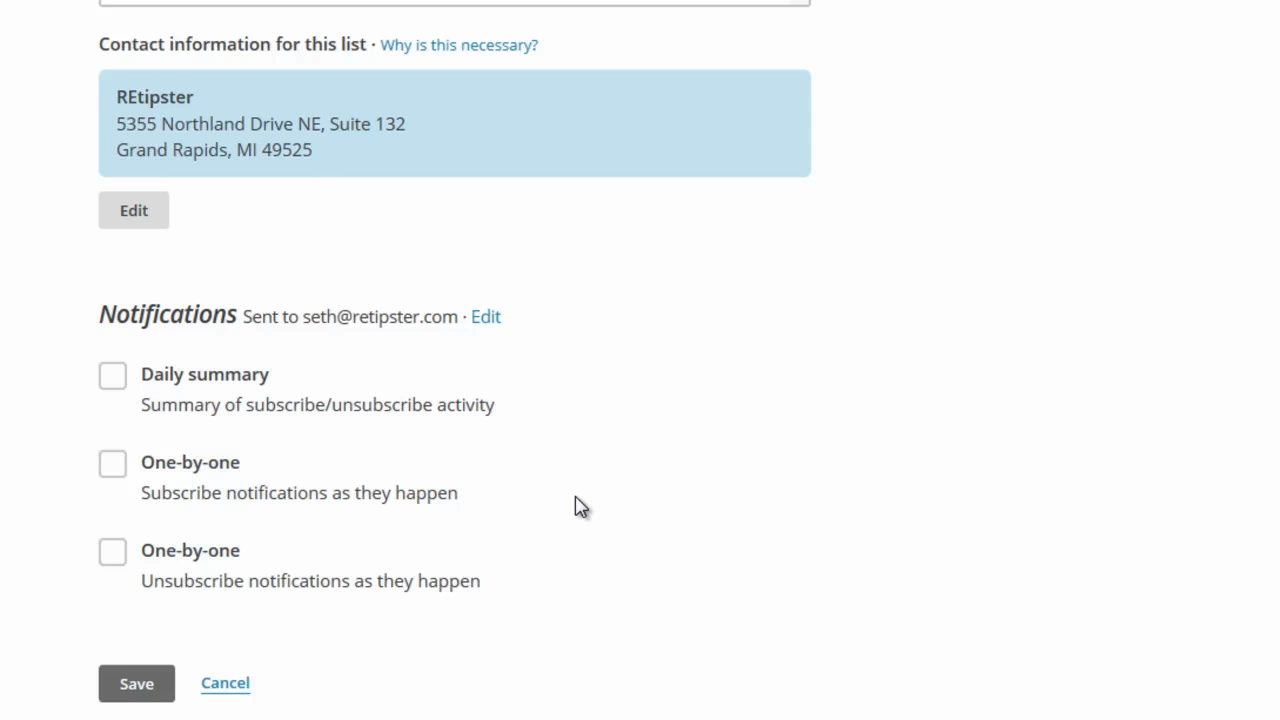 Contact information for this list · Why is this necessary?
REtipster
5355 Northland Drive NE, Suite 132
Grand Rapids, MI 49525
Edit
Notifications Sent to seth@retipster.com · Edit
Daily summary
Summary of subscribe/unsubscribe activity
One-by-one
Subscribe notifications as they happen
One-by-one
Unsubscribe notifications as they happen
Save Cancel